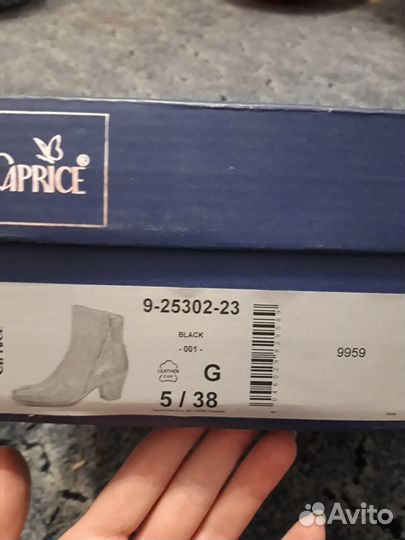 CAPRICE®
9-25302-23
BLACK
- 001 -
LEATHER
G
5 / 38
9959
Avito